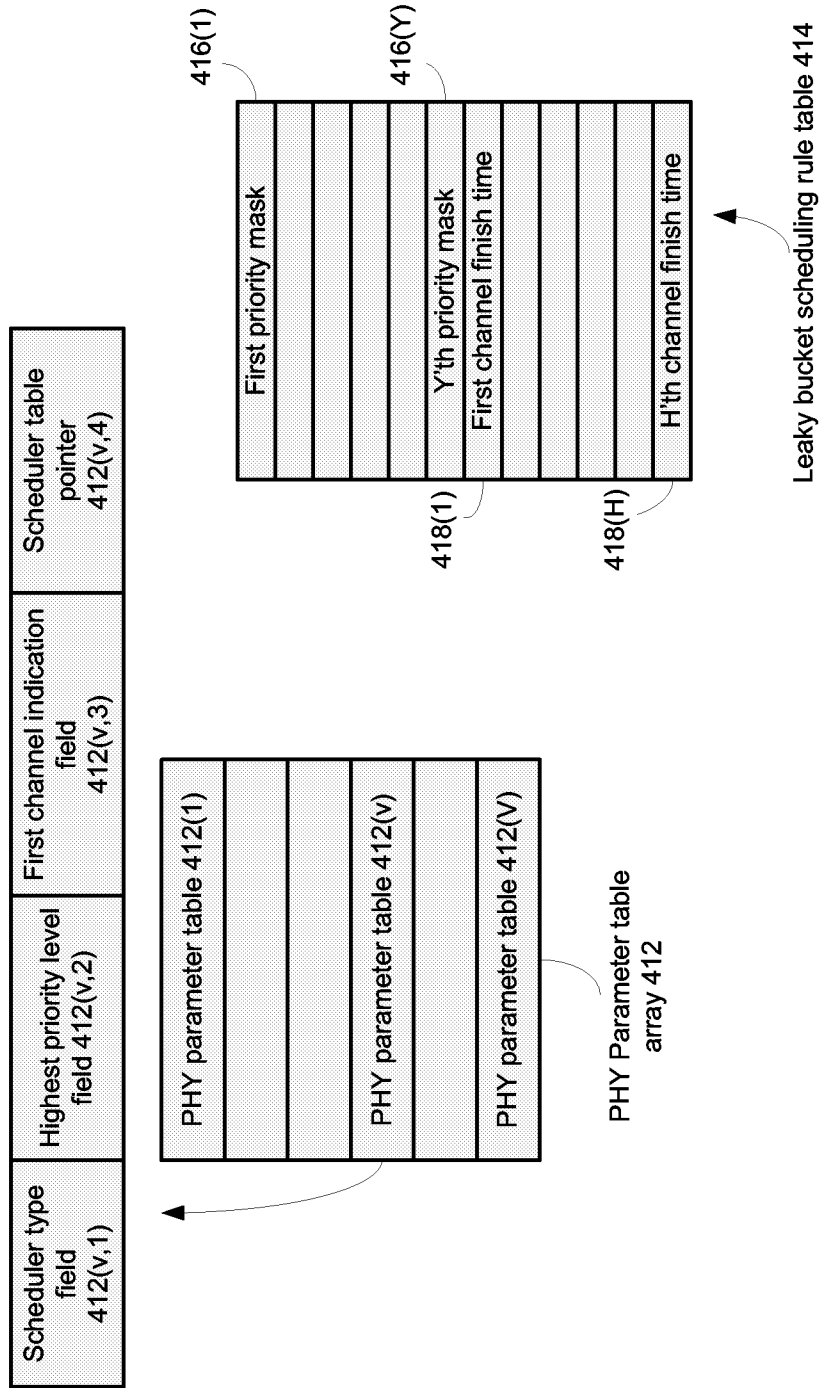 Scheduler type
field
412(v,1)
Highest priority level
field 412(v,2)
First channel indication
field
412(v,3)
Scheduler table
pointer
412(v,4)
PHY parameter table 412(1)
PHY parameter table 412(v)
PHY parameter table 412(V)
PHY Parameter table
array 412
416(1)
First priority mask
416(Y)
Y'th priority mask
418(1)
First channel finish time
418(H)
H'th channel finish time
Leaky bucket scheduling rule table 414